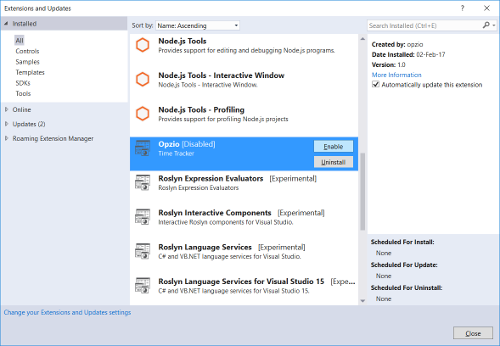 Extensions and Updates
Installed
All
Controls
Samples
Templates
SDKs
Tools
Online
Updates (2)
Roaming Extension Manager
Change your Extensions and Updates settings
Sort by: Name: Ascending
Node.js Tools
Provides support for editing and debugging Node.js programs.
Node.js Tools - Interactive Window
Node.js Tools - Interactive Window.
Node.js Tools - Profiling
Provides support for profiling Node.js projects
Opzio [Disabled]
Time Tracker
Enable
Uninstall
Roslyn Expression Evaluators [Experimental]
Roslyn Expression Evaluators
Roslyn Interactive Components [Experimental]
Interactive Roslyn components for Visual Studio.
Roslyn Language Services [Experimental]
C# and VB.NET language services for Visual Studio.
Roslyn Language Services for Visual Studio 15 [Expe...
C# and VB.NET language services for Visual Studio 15.
Search Installed (Ctrl+E)
Created by: opzio
Date Installed: 02-Feb-17
Version: 1.0
More Information
Automatically update this extension
Scheduled For Install:
None
Scheduled For Update:
None
Scheduled For Uninstall:
None
Close